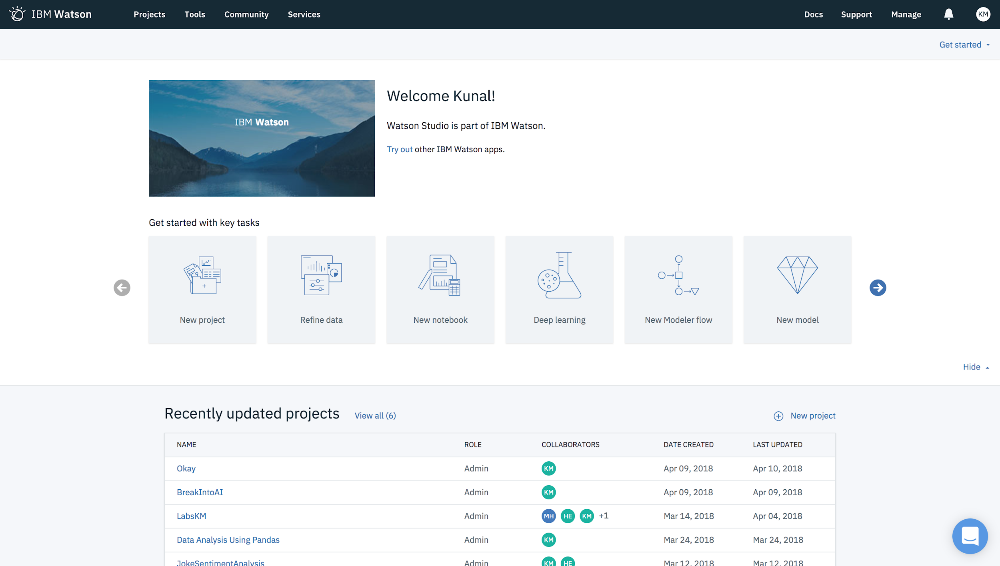 IBM Watson Projects Tools Community Services Docs Support Manage KM
Get started
IBM Watson
Welcome Kunal!
Watson Studio is part of IBM Watson.
Try out other IBM Watson apps.
Get started with key tasks
New project Refine data New notebook Deep learning New Modeler flow New model
Hide
Recently updated projects View all (6) New project
NAME ROLE COLLABORATORS DATE CREATED LAST UPDATED
Okay Admin KM Apr 09, 2018 Apr 10, 2018
BreakIntoAI Admin KM Apr 09, 2018 Apr 09, 2018
LabsKM Admin MH HE KM +1 Mar 14, 2018 Apr 04, 2018
Data Analysis Using Pandas Admin KM Mar 24, 2018 Mar 24, 2018
JokeSentimentAnalysis Admin KM HE Mar 12, 2018 Mar 12, 2018